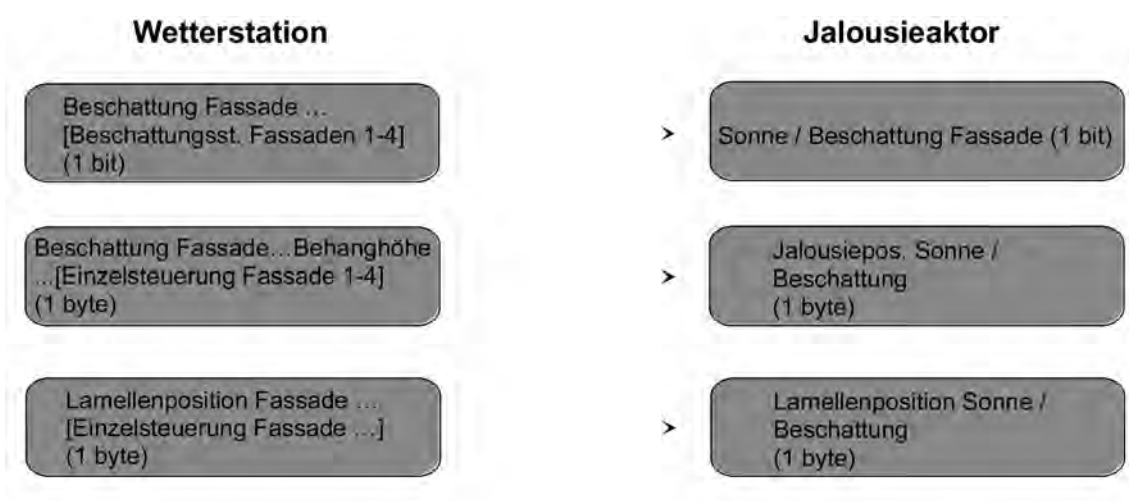 Wetterstation
Jalousieaktor
Beschattung Fassade ...
[Beschattungsst. Fassaden 1-4]
(1 bit)
Sonne / Beschattung Fassade (1 bit)
Beschattung Fassade...Behanghöhe
...[Einzelsteuerung Fassade 1-4]
(1 byte)
Jalousiepos. Sonne /
Beschattung
(1 byte)
Lamellenposition Fassade ...
[Einzelsteuerung Fassade ...]
(1 byte)
Lamellenposition Sonne /
Beschattung
(1 byte)